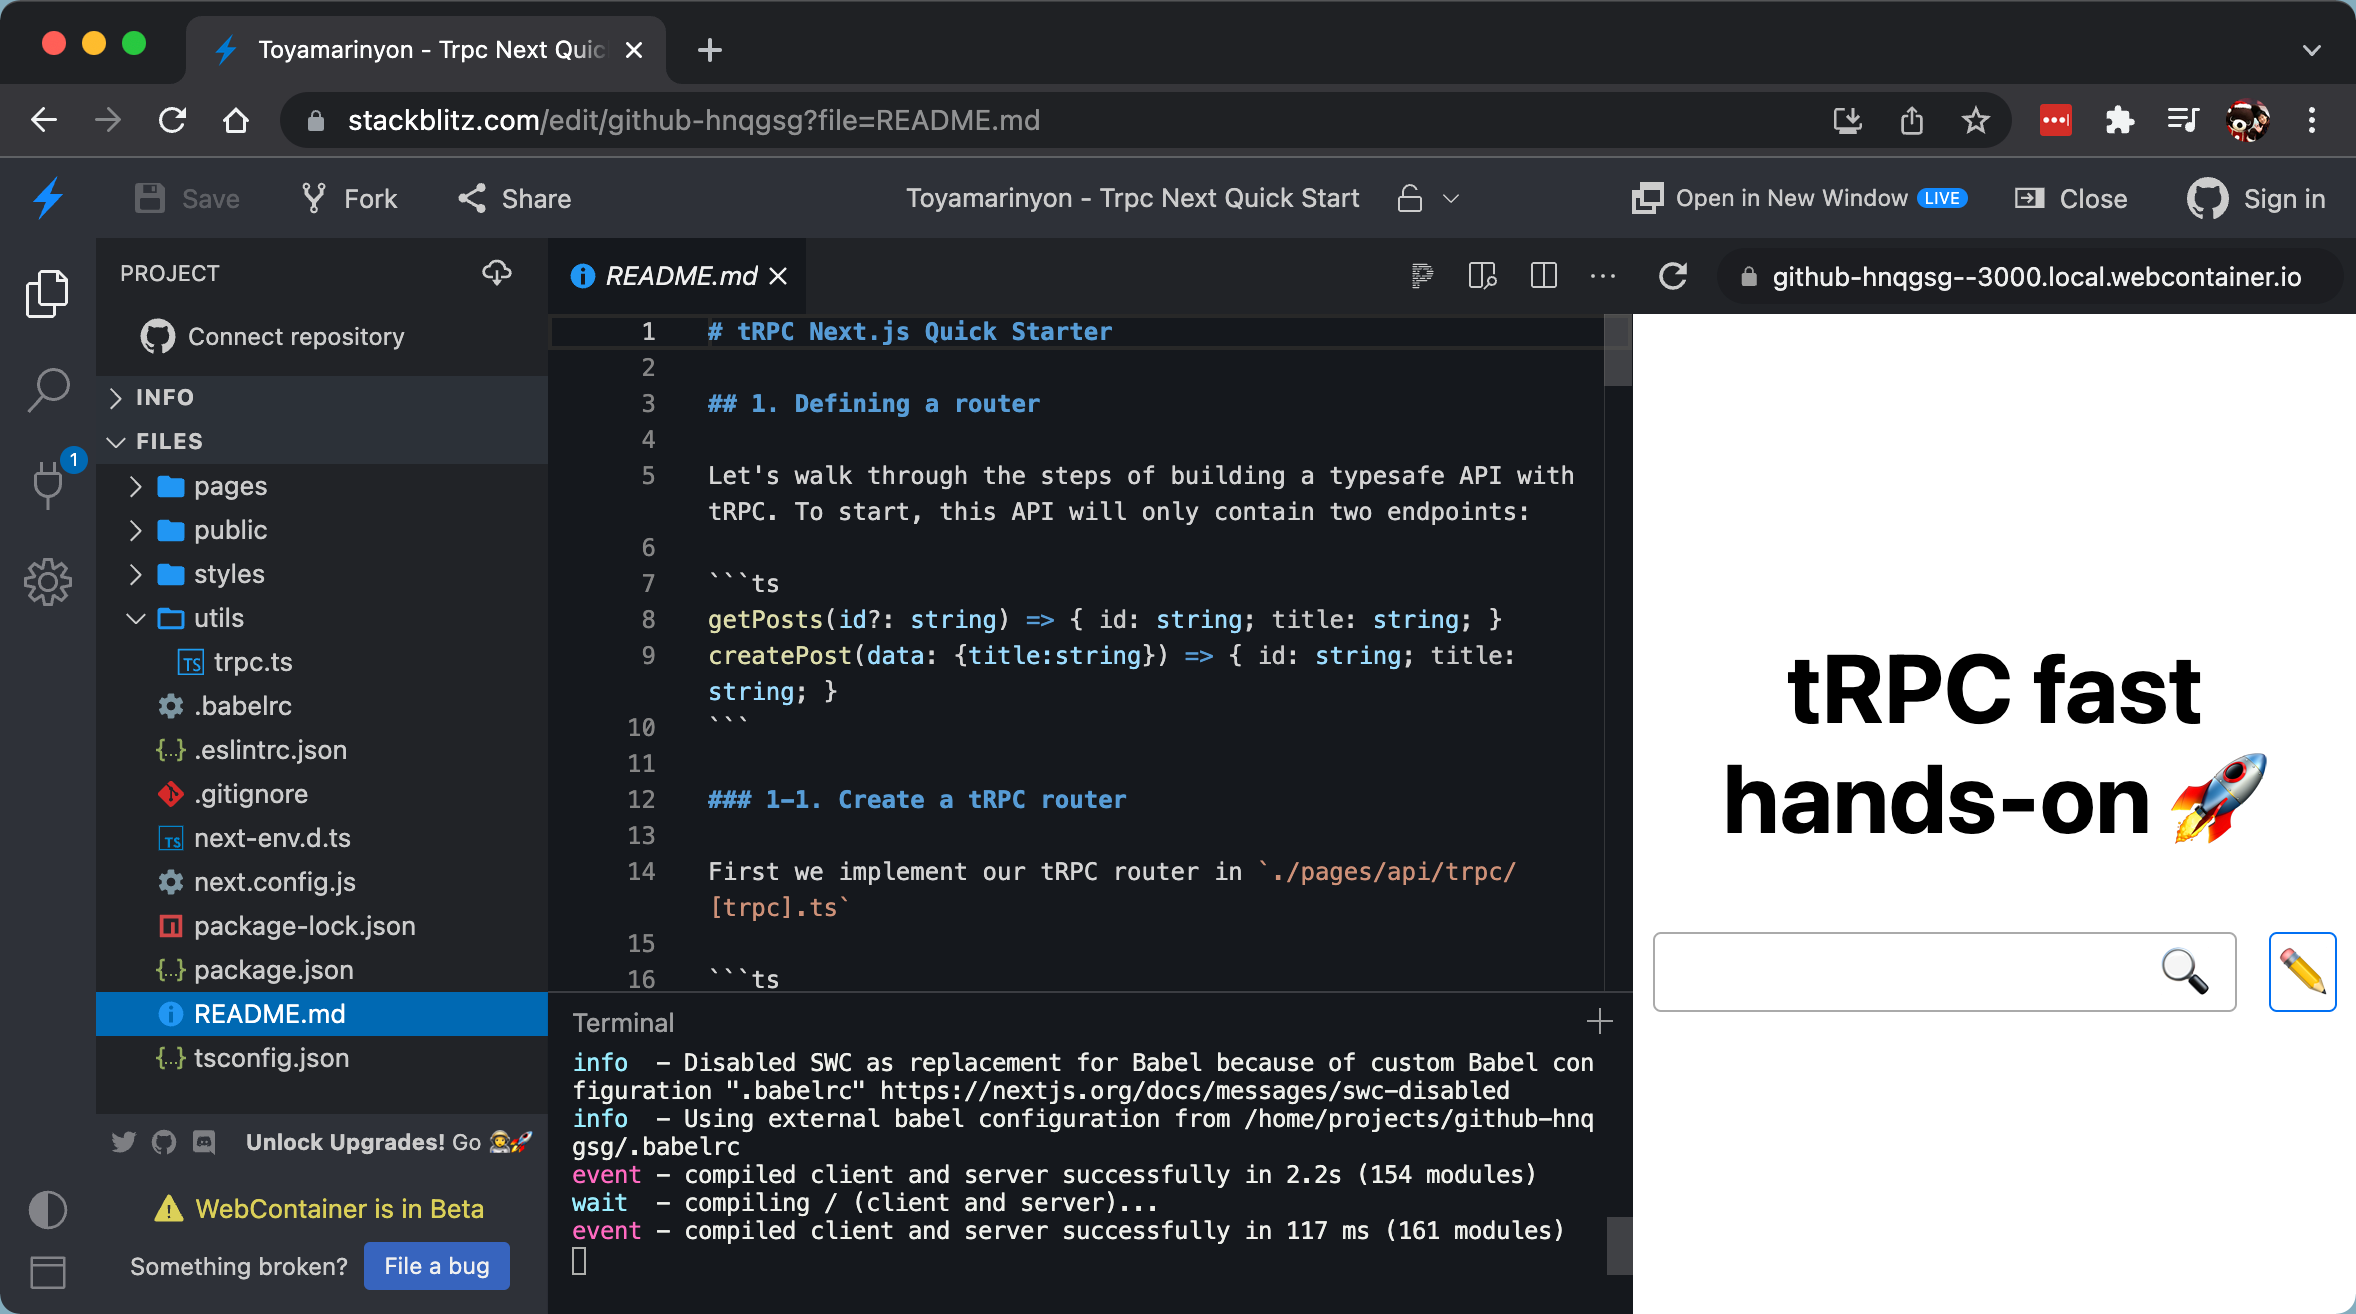 Toyamarinyon - Trpc Next Quic
stackblitz.com/edit/github-hnqgsg?file=README.md
Save
Fork
Share
Toyamarinyon - Trpc Next Quick Start
Open in New Window LIVE
Close
Sign in
PROJECT
Connect repository
INFO
FILES
1
pages
public
styles
utils
TS trpc.ts
.babelrc
{..} .eslintrc.json
.gitignore
TS next-env.d.ts
next.config.js
package-lock.json
{..} package.json
README.md
{..} tsconfig.json
Unlock Upgrades! Go
WebContainer is in Beta
Something broken? File a bug
README.md
1 # tRPC Next.js Quick Starter
2
3 ## 1. Defining a router
4
5 Let's walk through the steps of building a typesafe API with
tRPC. To start, this API will only contain two endpoints:
6
7 ```ts
8 getPosts(id?: string) => { id: string; title: string; }
9 createPost(data: {title:string}) => { id: string; title:
string; }
10 ```
11
12 ### 1-1. Create a tRPC router
13
14 First we implement our tRPC router in `./pages/api/trpc/
[trpc].ts`
15
16 ```ts
Terminal
info  - Disabled SWC as replacement for Babel because of custom Babel con
figuration ".babelrc" https://nextjs.org/docs/messages/swc-disabled
info  - Using external babel configuration from /home/projects/github-hnq
gsg/.babelrc
event - compiled client and server successfully in 2.2s (154 modules)
wait  - compiling / (client and server)...
event - compiled client and server successfully in 117 ms (161 modules)
github-hnqgsg--3000.local.webcontainer.io
tRPC fast
hands-on 🚀